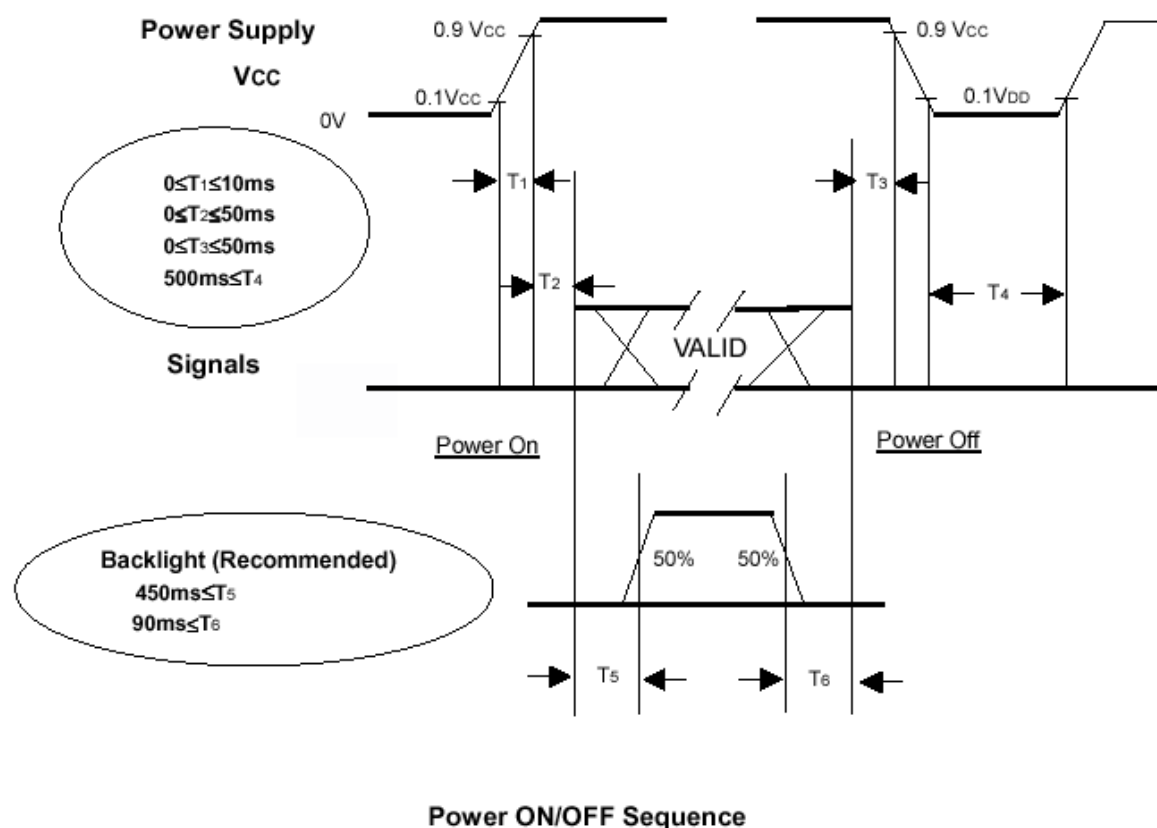 Power Supply
VCC
0.9 VCC
0.9 VCC
0.1VCC
0.1VDD
0V
0≤T1≤10ms
0≤T2≤50ms
0≤T3≤50ms
500ms≤T4
T1
T3
T2
T4
VALID
Signals
Power On
Power Off
Backlight (Recommended)
450ms≤T5
90ms≤T6
50%
50%
T5
T6
Power ON/OFF Sequence